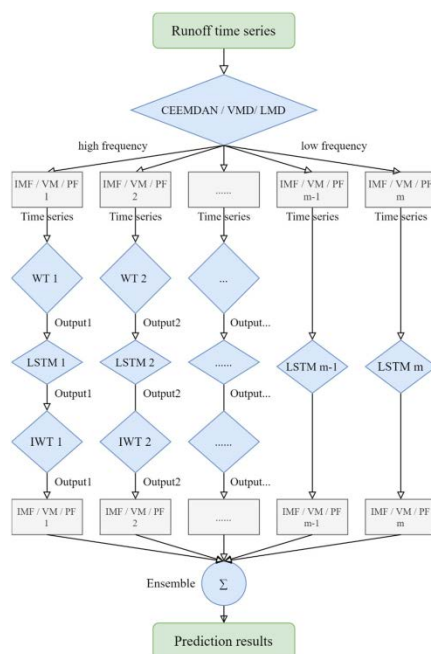 Runoff time series
CEEMDAN / VMD/ LMD
high frequency
low frequency
IMF / VM / PF
1
IMF / VM / PF
2
......
IMF / VM / PF
m-1
IMF / VM / PF
m
Time series
Time series
Time series
Time series
Time series
WT 1
WT 2
...
Output1
Output2
Output...
LSTM 1
LSTM 2
......
LSTM m-1
LSTM m
Output1
Output2
Output...
IWT 1
IWT 2
......
Output1
Output2
Output...
IMF / VM / PF
1
IMF / VM / PF
2
......
IMF / VM / PF
m-1
IMF / VM / PF
m
Ensemble
Σ
Prediction results